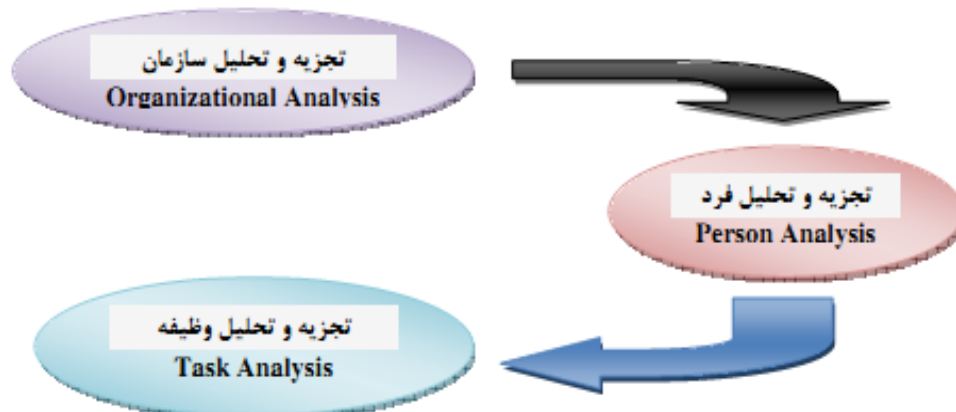 تجزیه و تحلیل سازمان
Organizational Analysis
تجزیه و تحلیل فرد
Person Analysis
تجزیه و تحلیل وظیفه
Task Analysis